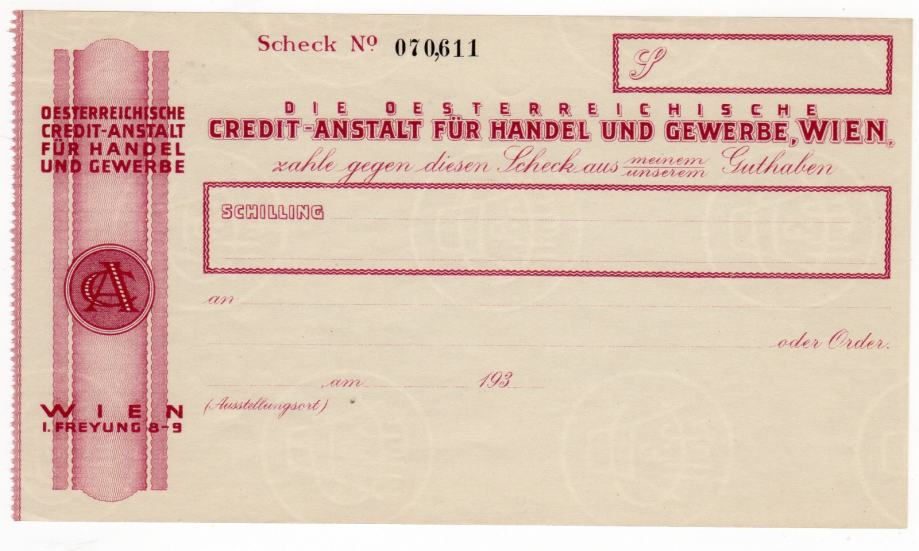 Scheck Nº 070,611
S
OESTERREICHISCHE
CREDIT-ANSTALT
FÜR HANDEL
UND GEWERBE
DIE OESTERREICHISCHE
CREDIT-ANSTALT FÜR HANDEL UND GEWERBE, WIEN,
zahle gegen diesen Scheck aus meinem
unserem Guthaben
SCHILLING
CA
an
oder Order.
am 193
(Ausstellungsort)
WIEN
I. FREYUNG 8-9